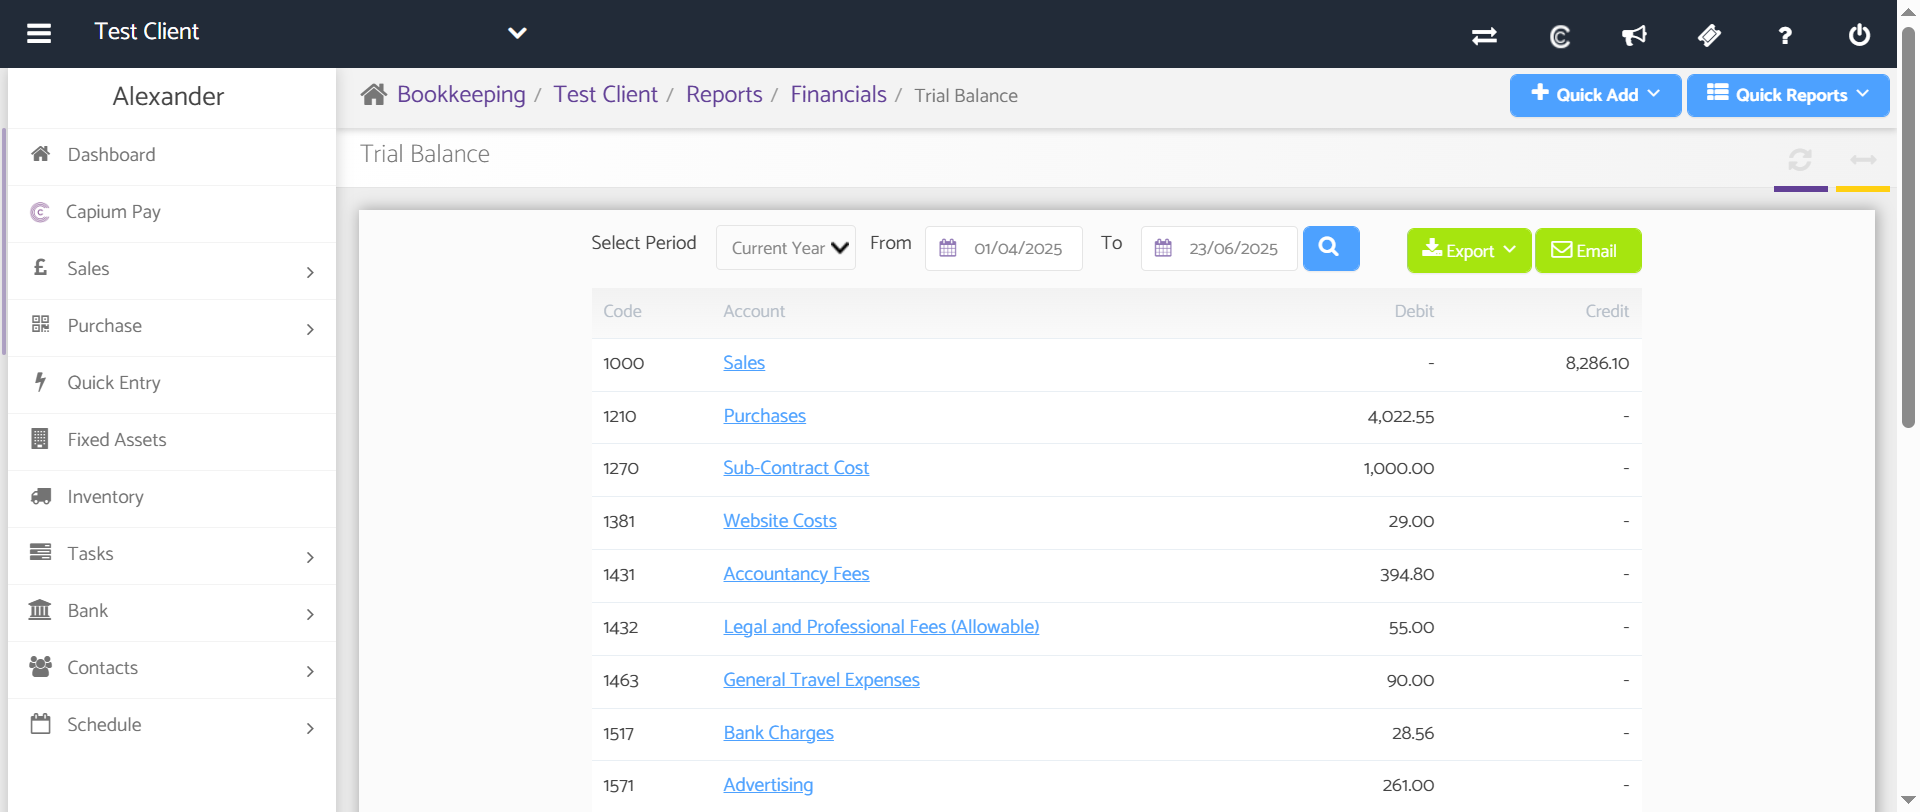 Test Client
Alexander
Bookkeeping / Test Client / Reports / Financials / Trial Balance
Quick Add
Quick Reports
Dashboard
Capium Pay
Sales
Purchase
Quick Entry
Fixed Assets
Inventory
Tasks
Bank
Contacts
Schedule
Trial Balance
Select Period Current Year From 01/04/2025 To 23/06/2025 Export Email
Code Account Debit Credit
1000 Sales - 8,286.10
1210 Purchases 4,022.55 -
1270 Sub-Contract Cost 1,000.00 -
1381 Website Costs 29.00 -
1431 Accountancy Fees 394.80 -
1432 Legal and Professional Fees (Allowable) 55.00 -
1463 General Travel Expenses 90.00 -
1517 Bank Charges 28.56 -
1571 Advertising 261.00 -